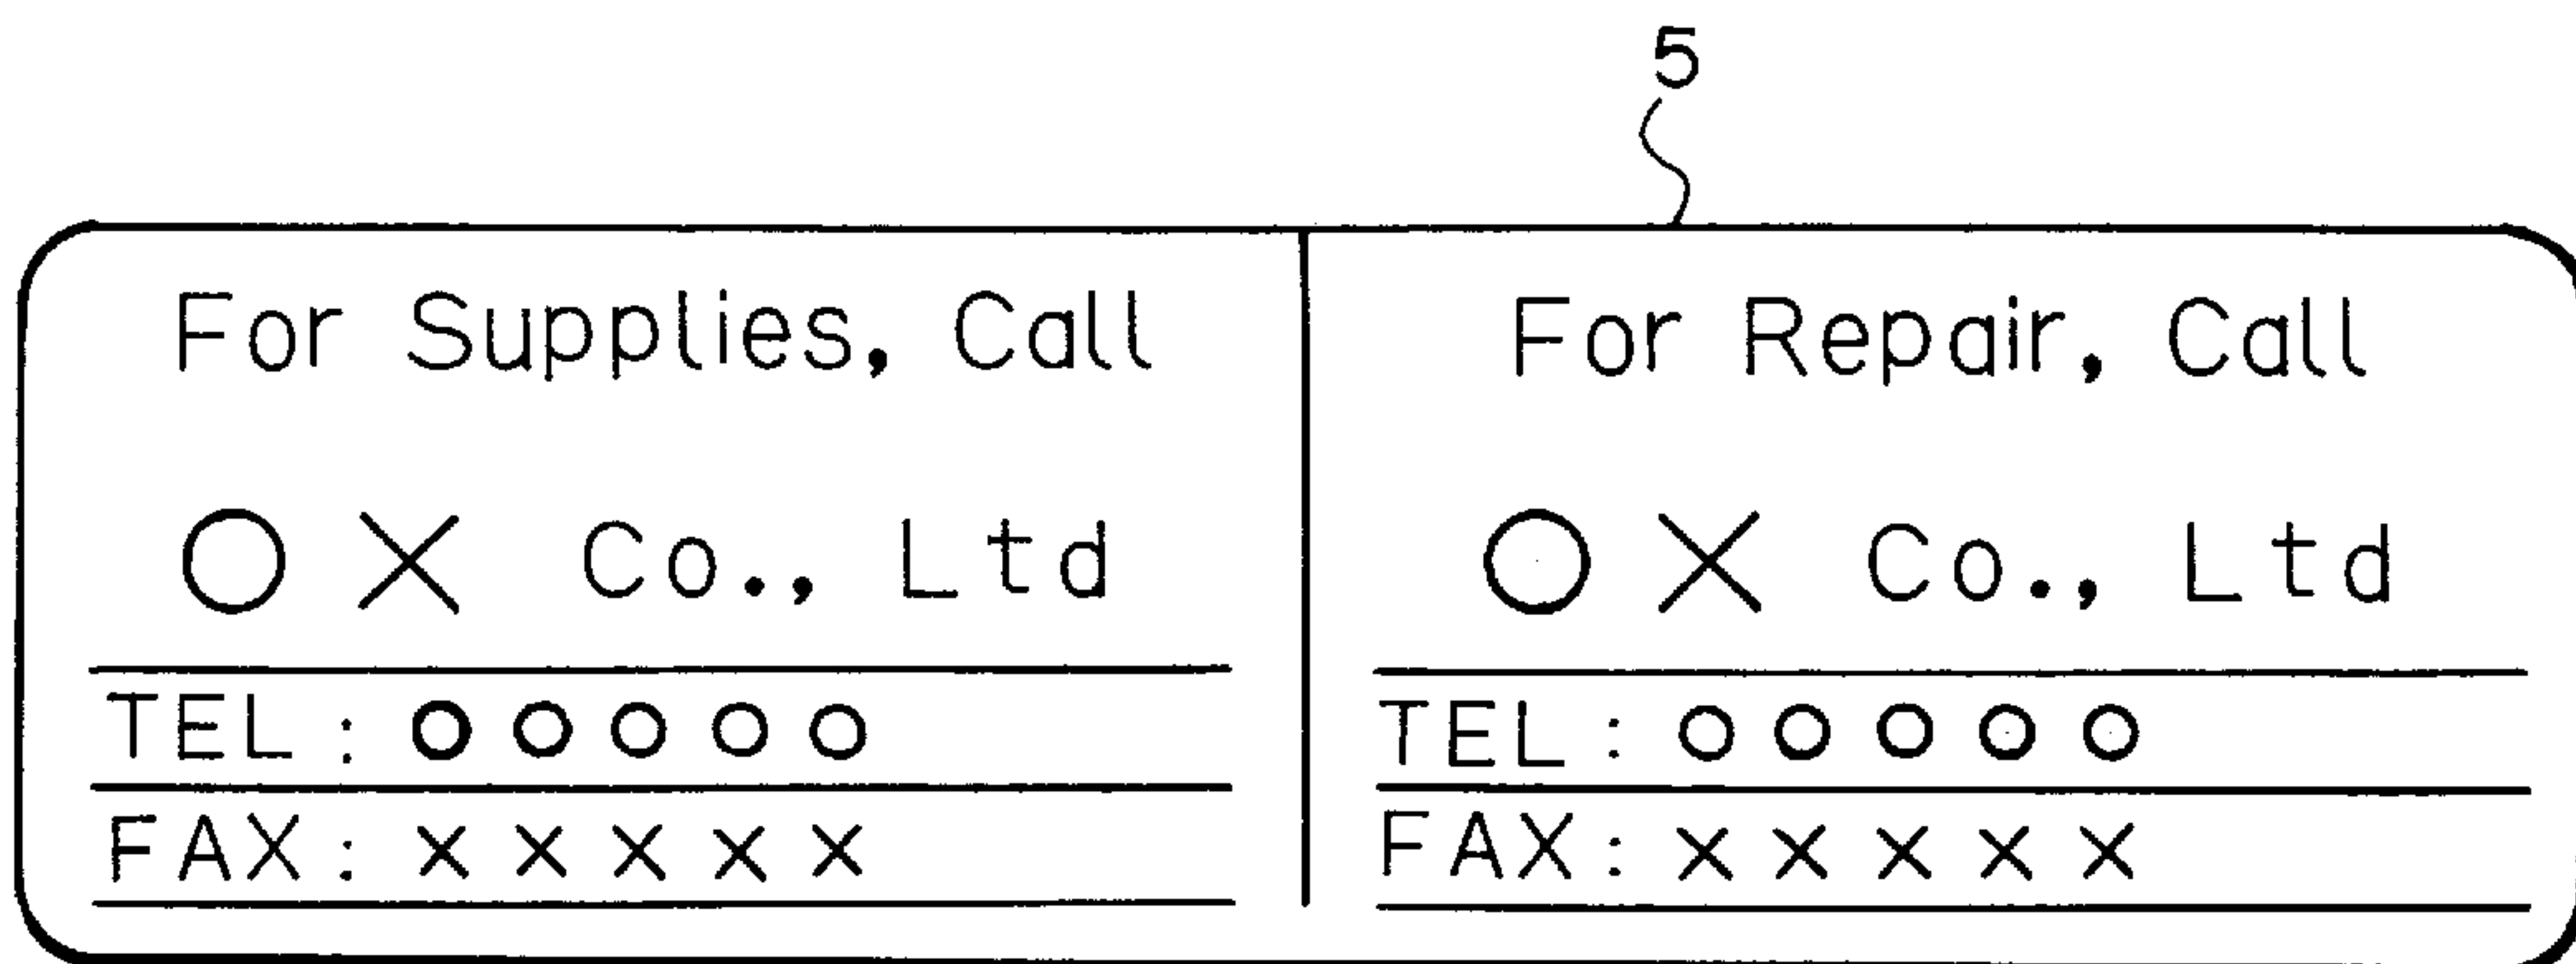 5
For Supplies, Call
○ × Co., Ltd
TEL : ○ ○ ○ ○ ○
FAX : × × × × ×
For Repair, Call
○ × Co., Ltd
TEL : ○ ○ ○ ○ ○
FAX : × × × × ×